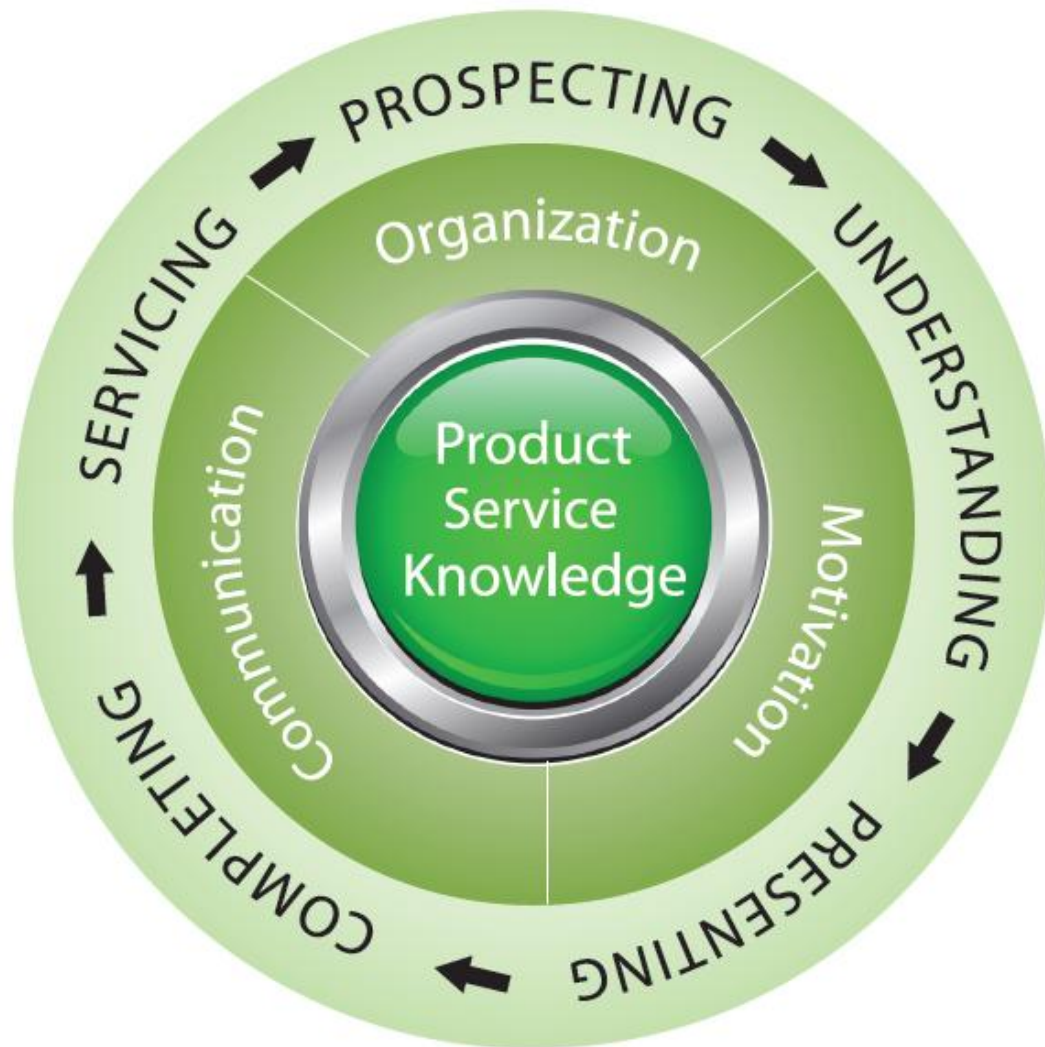 PROSPECTING
UNDERSTANDING
PRESENTING
COMPLETING
SERVICING
Organization
Motivation
Communication
Product
Service
Knowledge